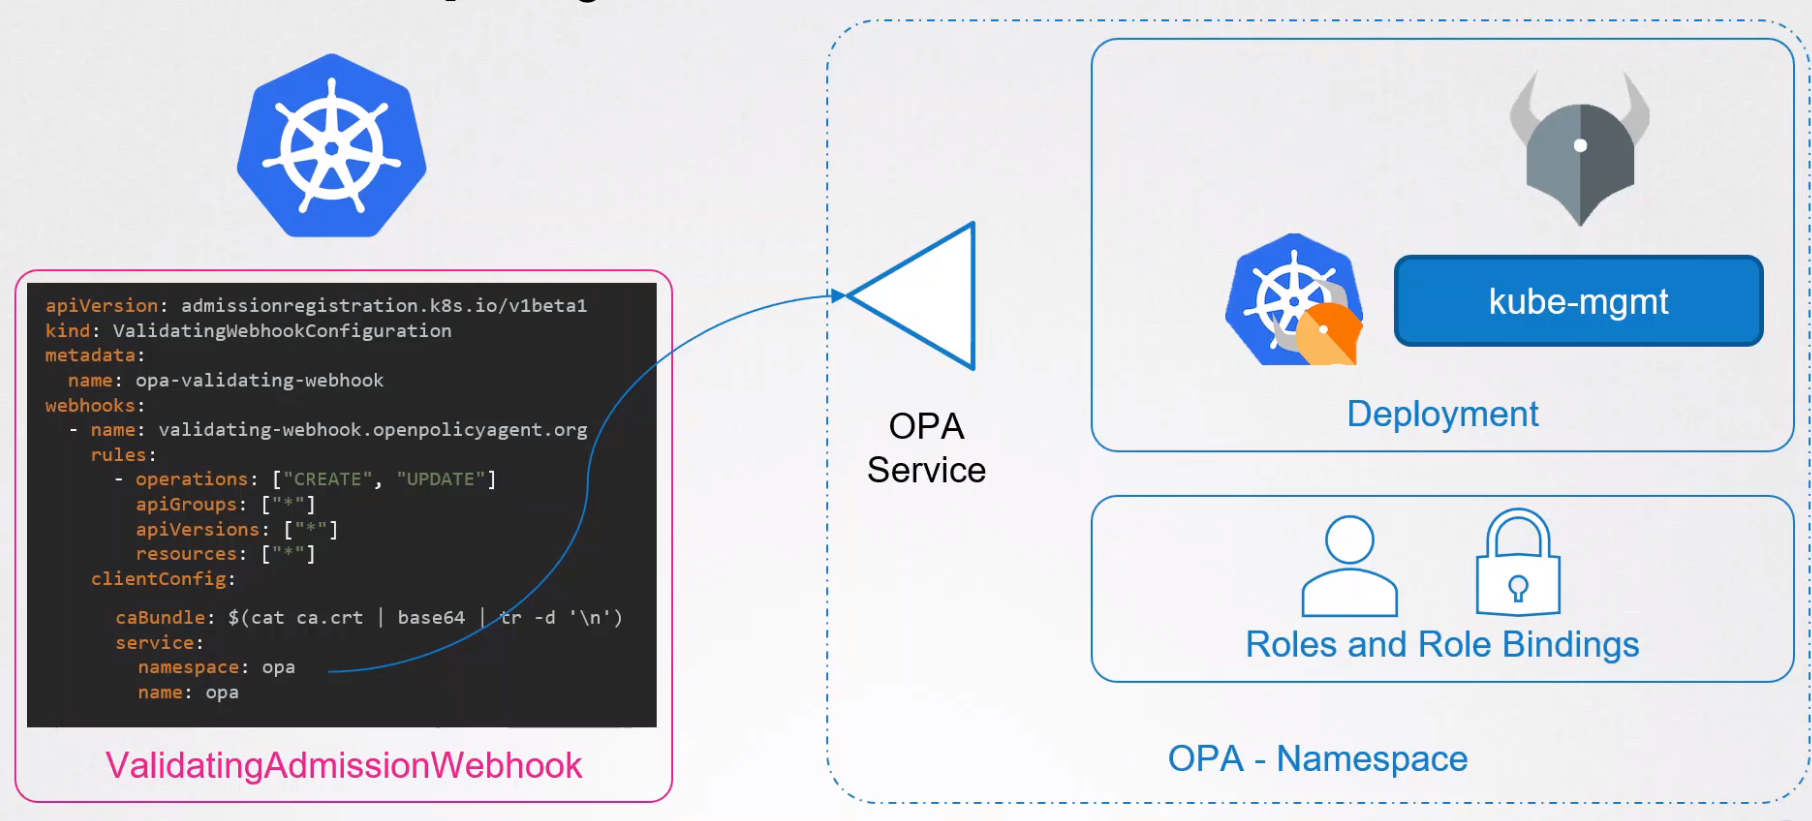 apiVersion: admissionregistration.k8s.io/v1beta1
kind: ValidatingWebhookConfiguration
metadata:
  name: opa-validating-webhook
webhooks:
  - name: validating-webhook.openpolicyagent.org
    rules:
      - operations: ["CREATE", "UPDATE"]
        apiGroups: ["*"]
        apiVersions: ["*"]
        resources: ["*"]
    clientConfig:
      caBundle: $(cat ca.crt | base64 | tr -d '\n')
      service:
        namespace: opa
        name: opa
ValidatingAdmissionWebhook
OPA
Service
kube-mgmt
Deployment
Roles and Role Bindings
OPA - Namespace